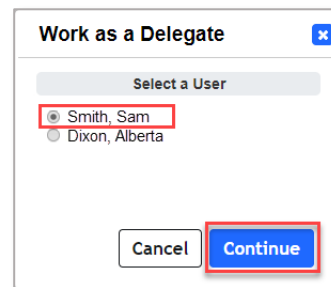 Work as a Delegate
Select a User
Smith, Sam
Dixon, Alberta
Cancel Continue